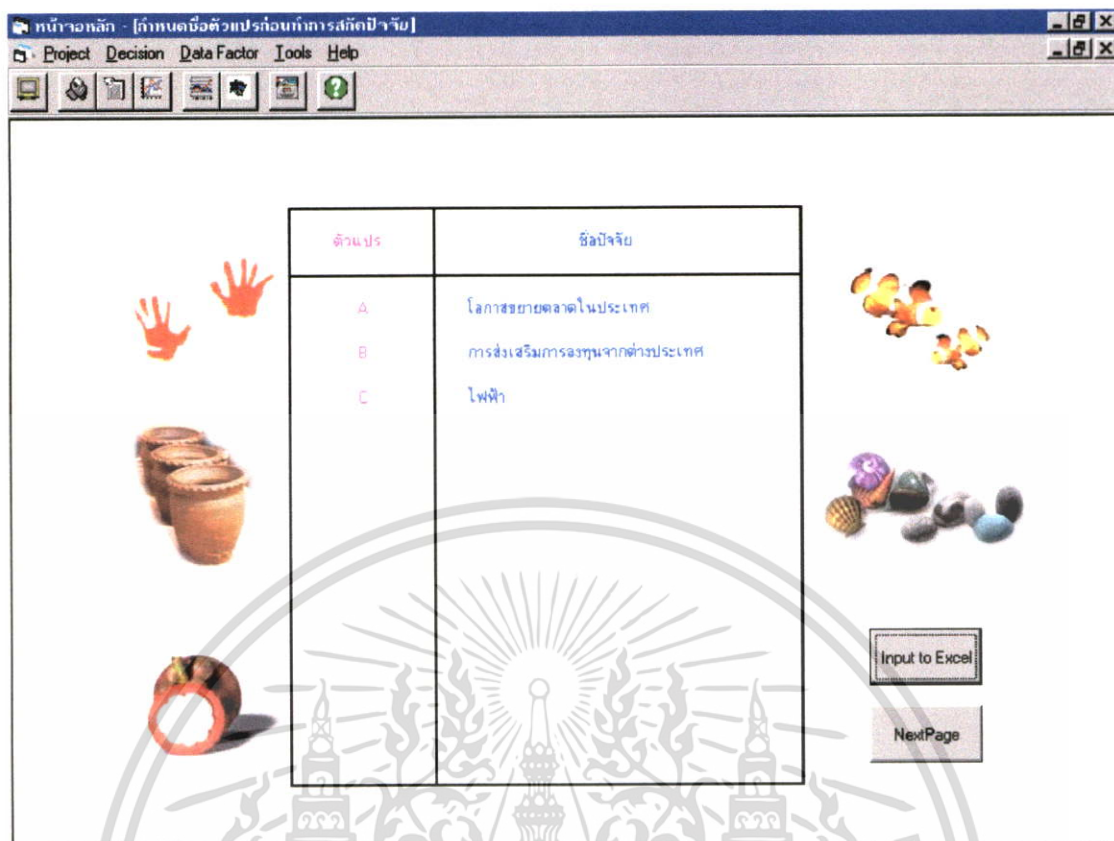 หน้าจอหลัก - [กำหนดชื่อตัวแปรก่อนทำการสกัดปัจจัย]
Project Decision Data Factor Tools Help
ตัวแปร ชื่อปัจจัย
A โอกาสขยายตลาดในประเทศ
B การส่งเสริมการลงทุนจากต่างประเทศ
C ไฟฟ้า
Input to Excel
NextPage